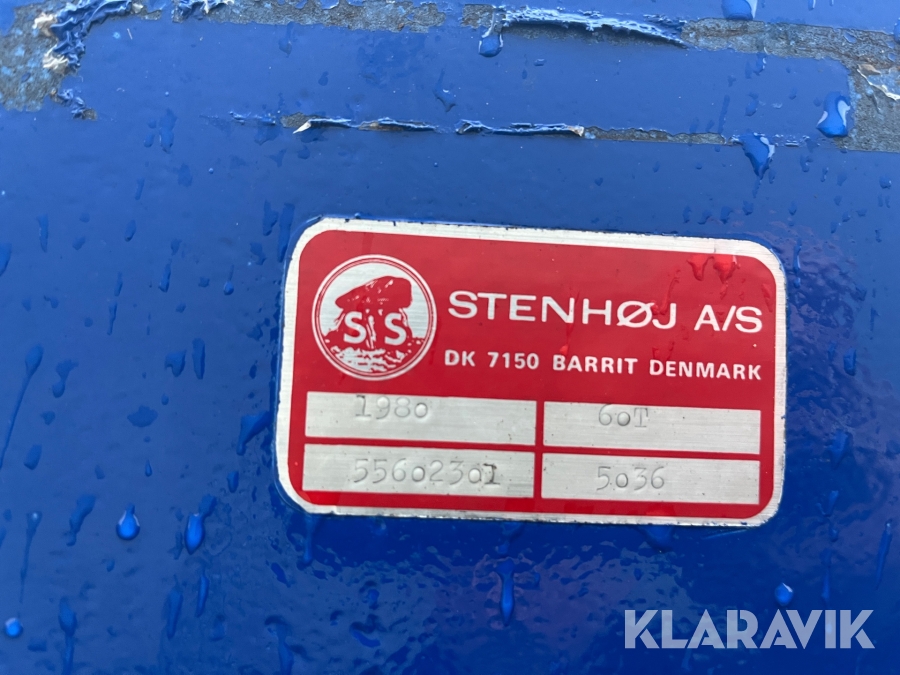 SS
STENHØJ A/S
DK 7150 BARRIT DENMARK
1980 60T
55602301 5036
KLARAVIK